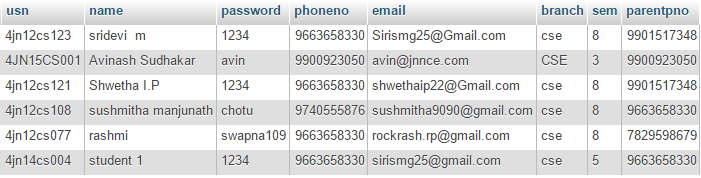 usn name password phoneno email branch sem parentpno
4jn12cs123 sridevi m 1234 9663658330 Sirismg25@Gmail.com cse 8 9901517348
4JN15CS001 Avinash Sudhakar avin 9900923050 avin@jnnce.com CSE 3 9900923050
4jn12cs121 Shwetha I.P 1234 9663658330 shwethaip22@Gmail.com cse 8 9901517348
4jn12cs108 sushmitha manjunath chotu 9740555876 sushmitha9090@gmail.com cse 8 9663658330
4jn12cs077 rashmi swapna109 9663658330 rockrash.rp@gmail.com cse 8 7829598679
4jn14cs004 student 1 1234 9663658330 sirismg25@gmail.com cse 5 9663658330